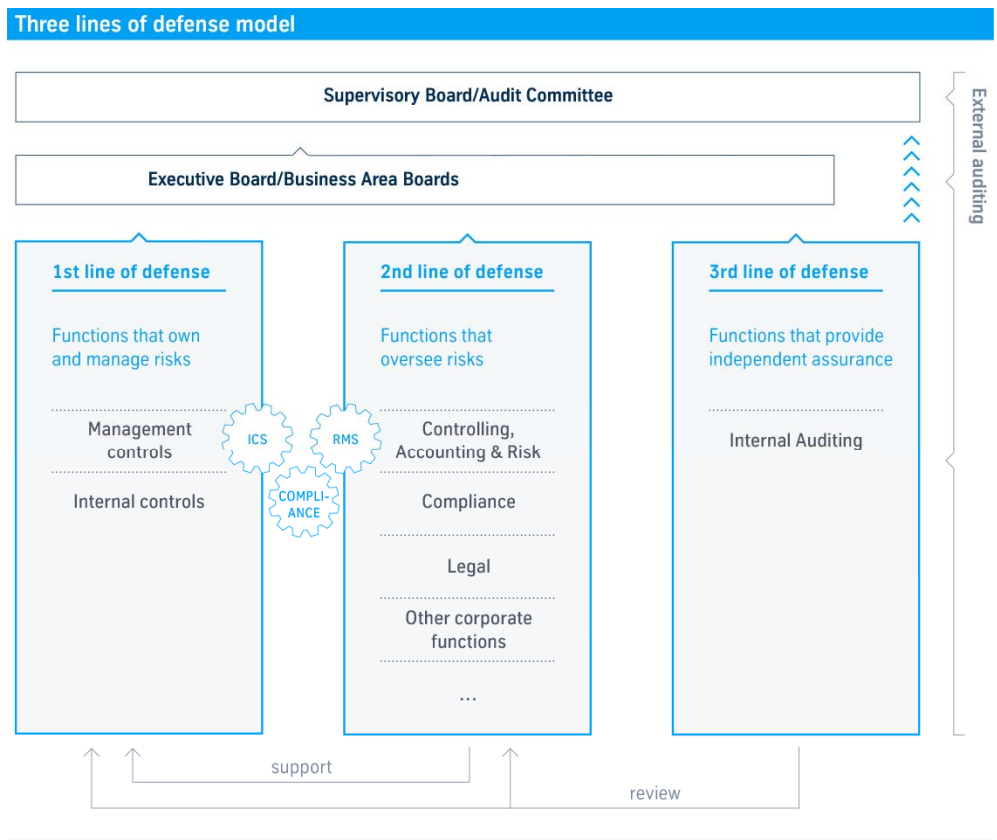 Three lines of defense model
Supervisory Board/Audit Committee
External auditing
Executive Board/Business Area Boards
1st line of defense
Functions that own
and manage risks
Management
controls
Internal controls
ICS
RMS
COMPLI-
ANCE
2nd line of defense
Functions that
oversee risks
Controlling,
Accounting & Risk
Compliance
Legal
Other corporate
functions
...
3rd line of defense
Functions that provide
independent assurance
Internal Auditing
support
review